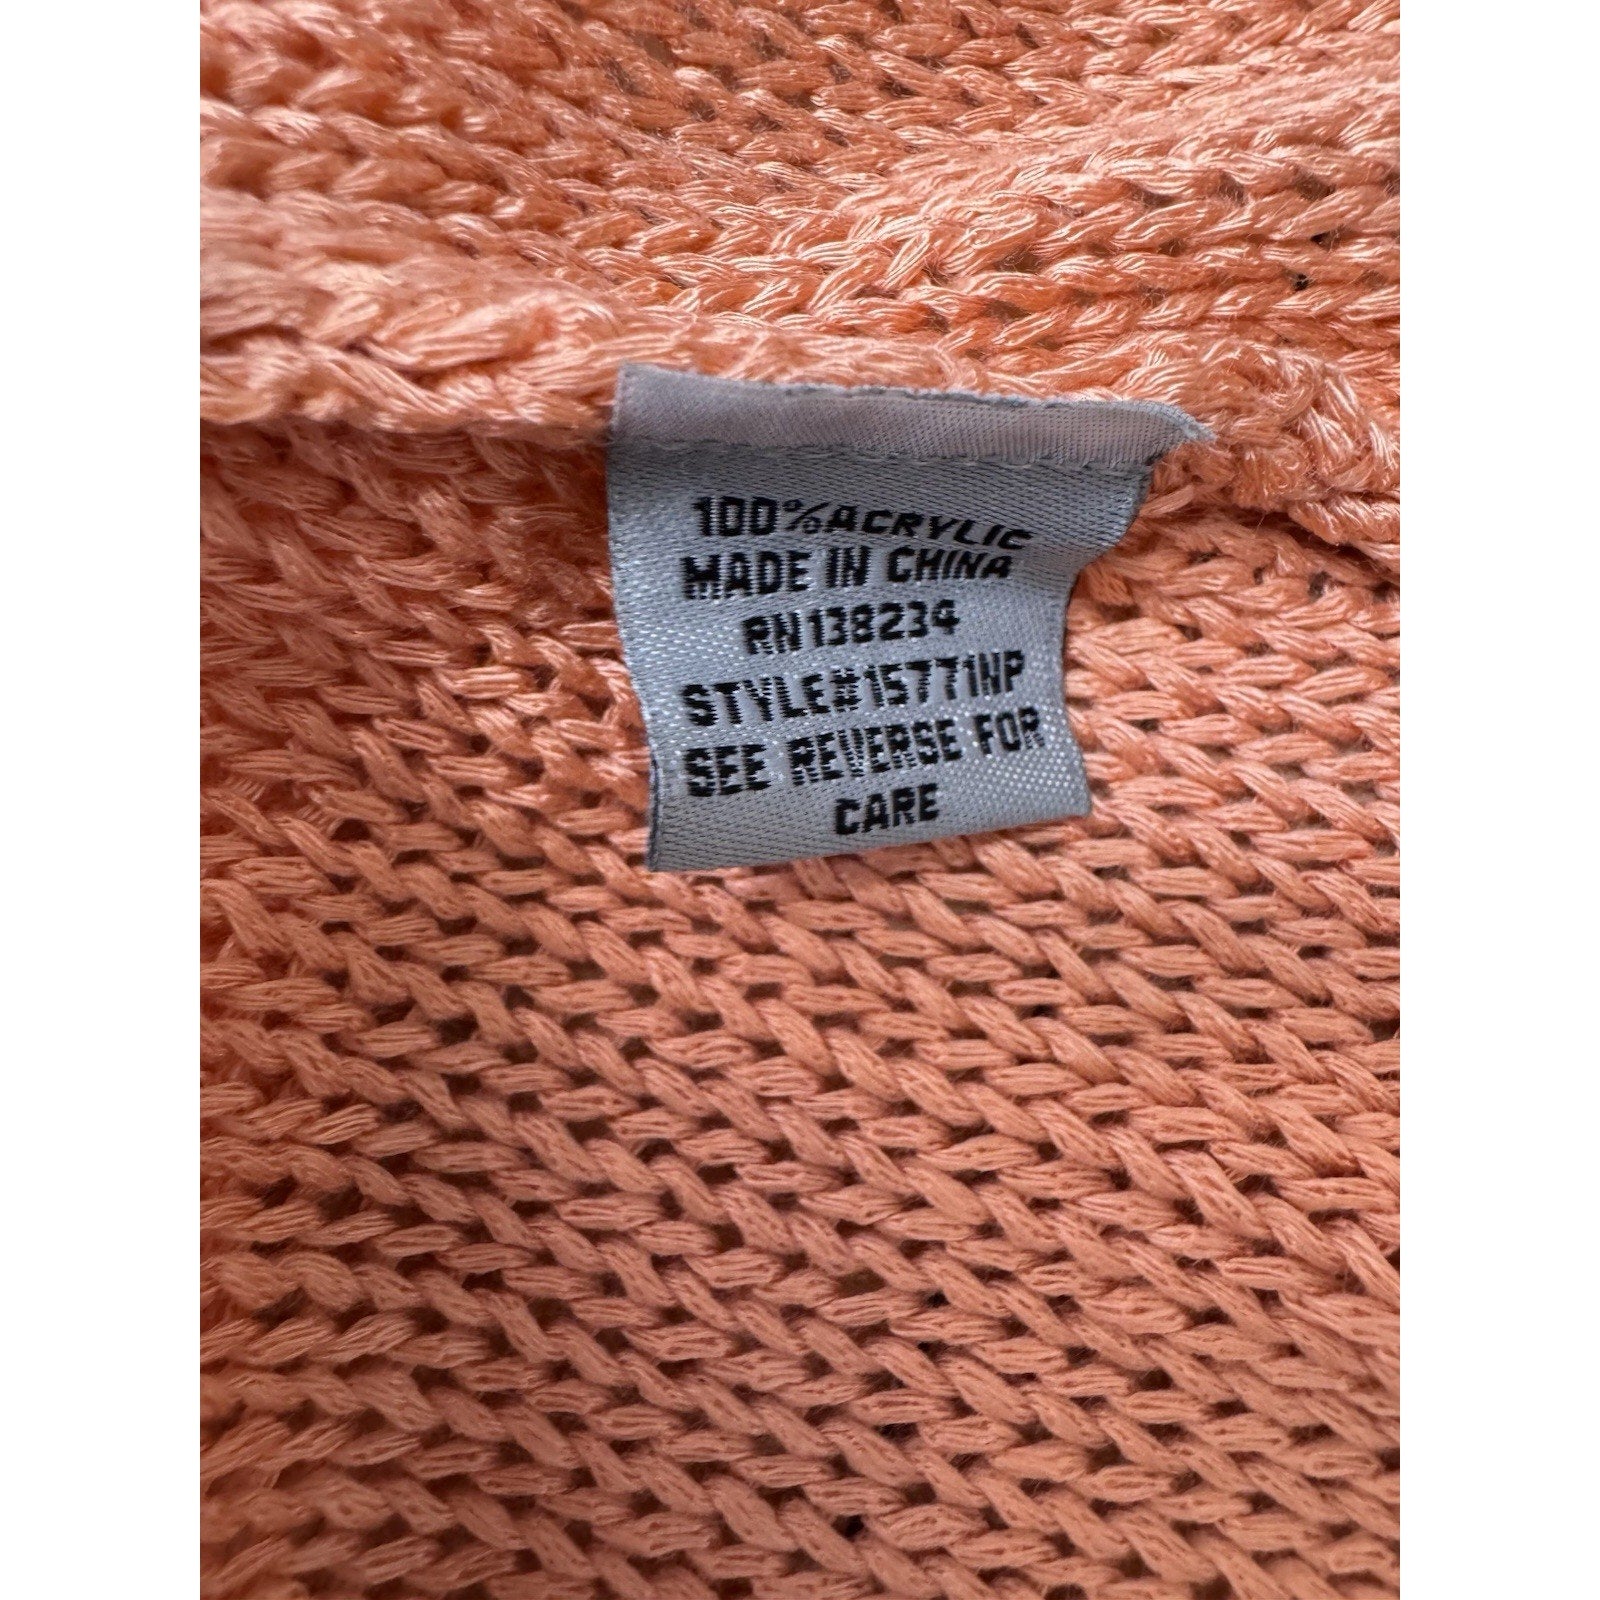 100%ACRYLIC
MADE IN CHINA
RN138234
STYLE#15771NP
SEE REVERSE FOR
CARE